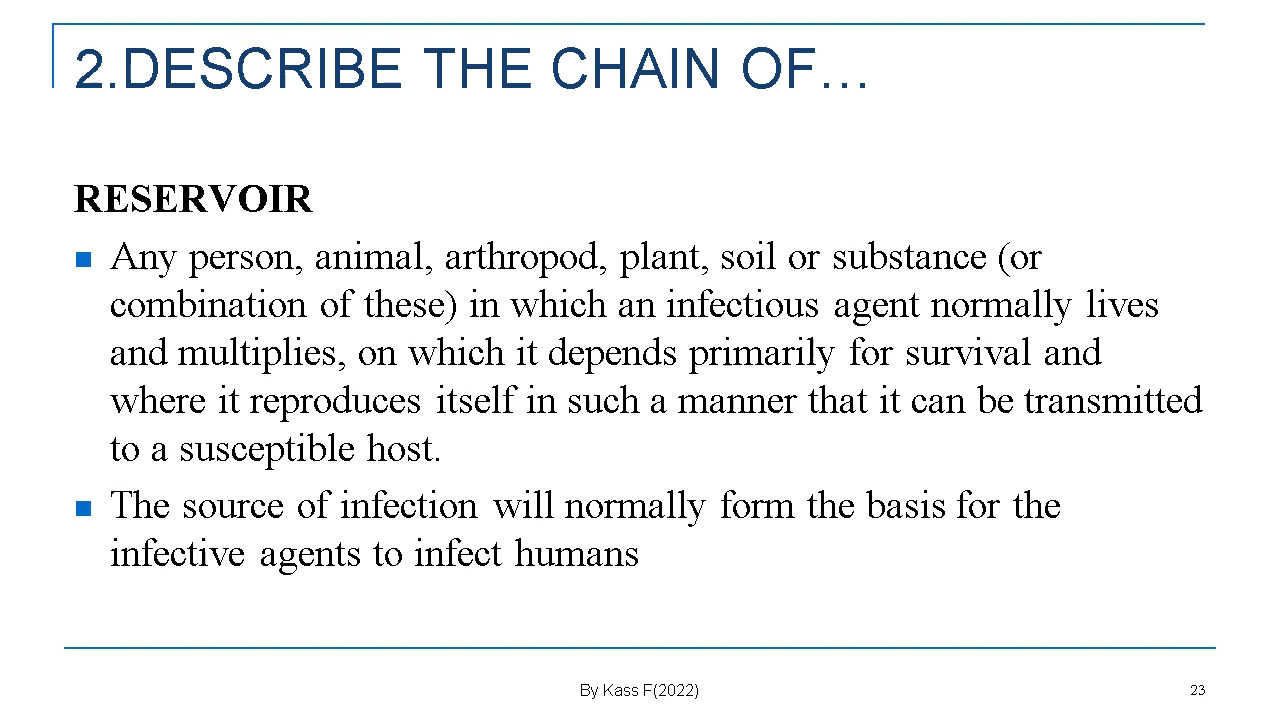 2.DESCRIBE THE CHAIN OF…
RESERVOIR
Any person, animal, arthropod, plant, soil or substance (or
combination of these) in which an infectious agent normally lives
and multiplies, on which it depends primarily for survival and
where it reproduces itself in such a manner that it can be transmitted
to a susceptible host.
The source of infection will normally form the basis for the
infective agents to infect humans
By Kass F(2022)
23